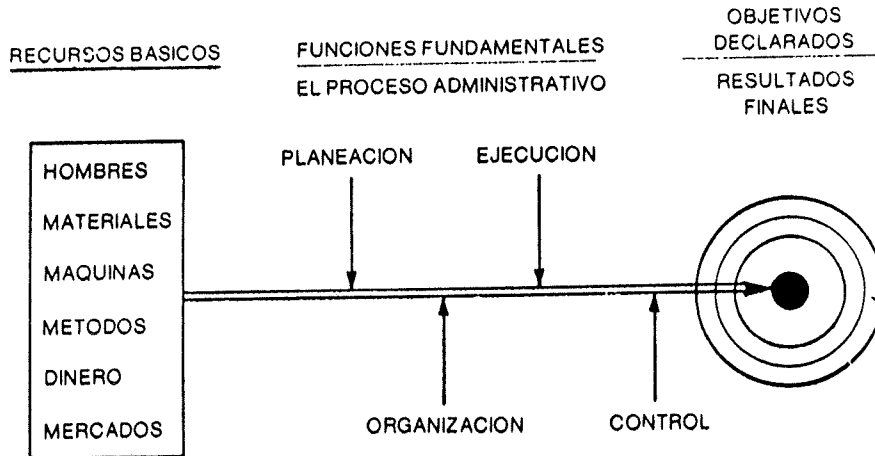 RECURSOS BASICOS
FUNCIONES FUNDAMENTALES
EL PROCESO ADMINISTRATIVO
OBJETIVOS
DECLARADOS
RESULTADOS
FINALES
HOMBRES
MATERIALES
MAQUINAS
METODOS
DINERO
MERCADOS
PLANEACION
EJECUCION
ORGANIZACION
CONTROL